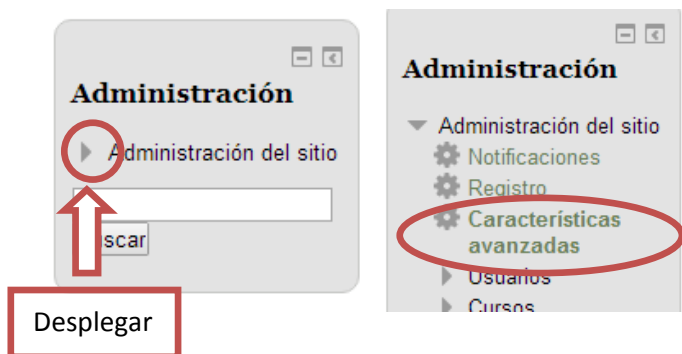 Administración
Administración del sitio
scar
Desplegar
Administración
Administración del sitio
Notificaciones
Registro
Características
avanzadas
Usuarios
Cursos